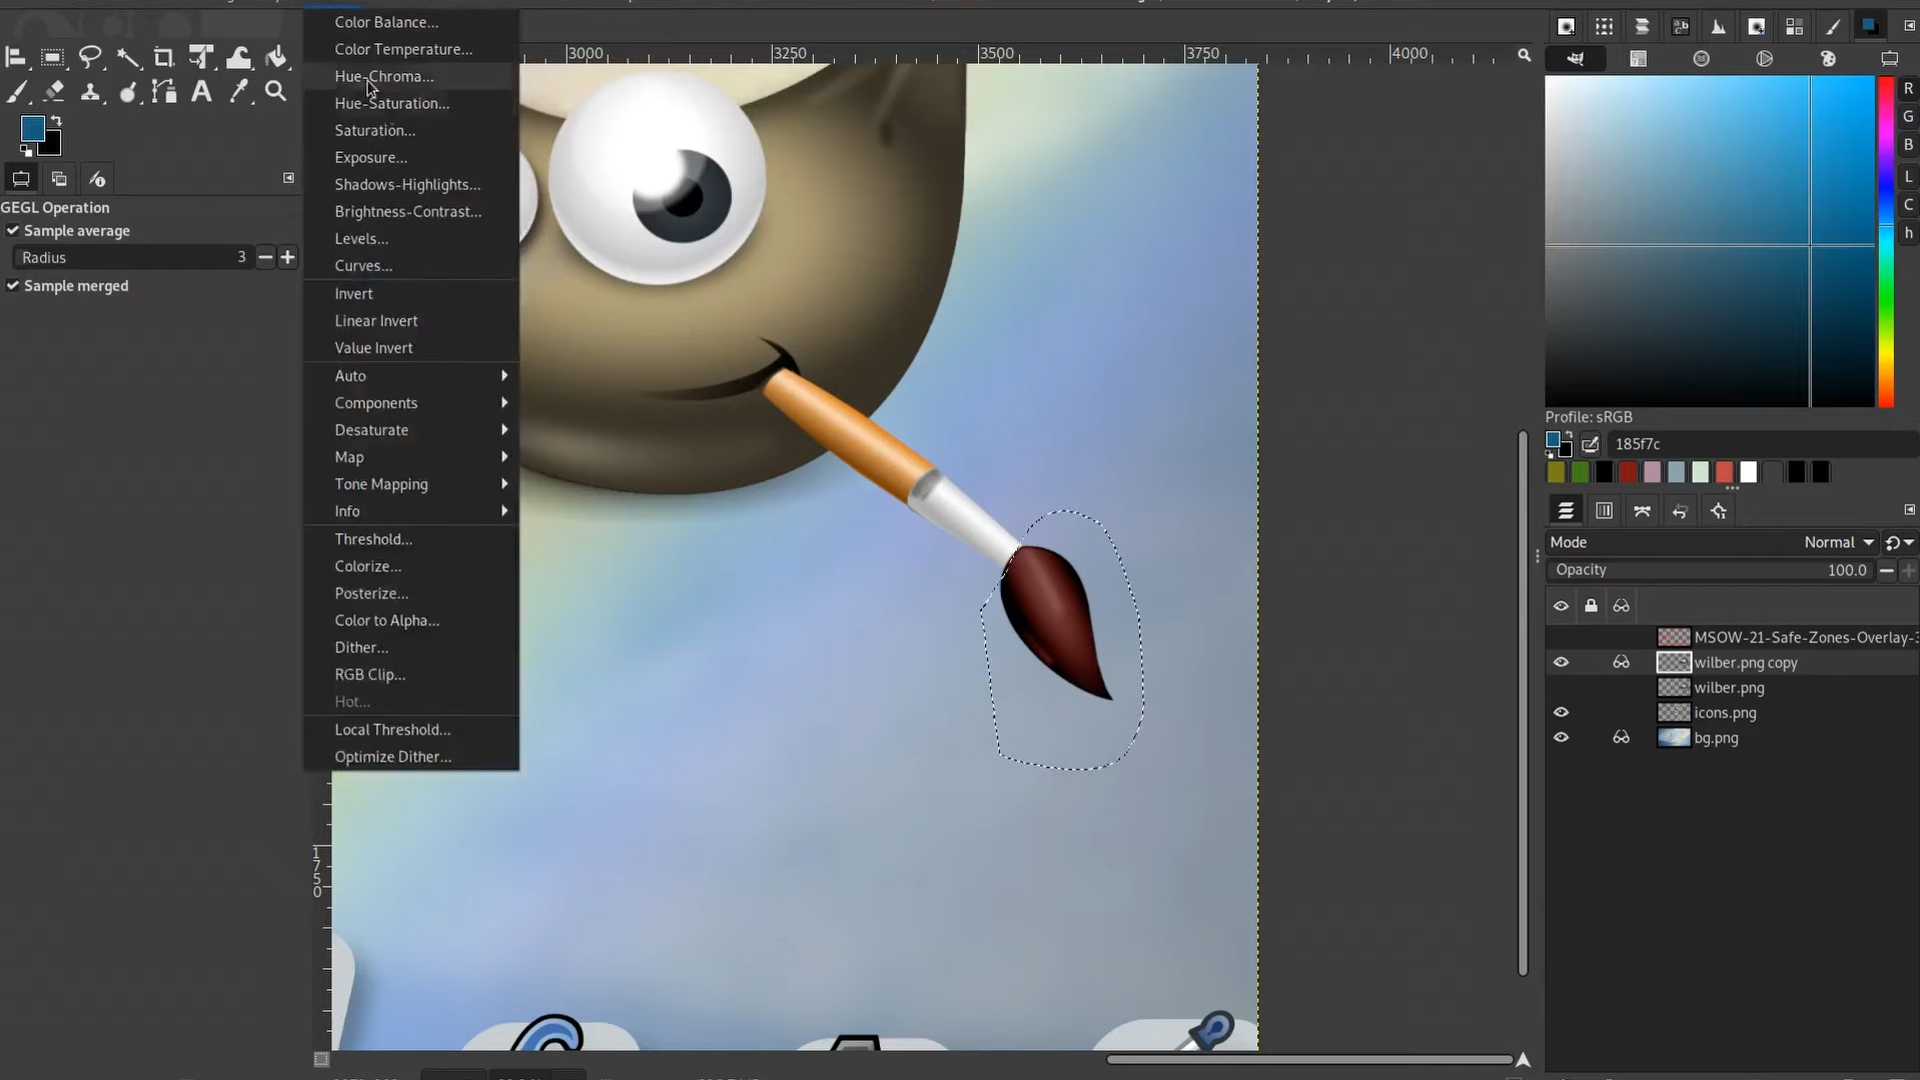 Color Balance...
Color Temperature...
Hue-Chroma...
Hue-Saturation...
Saturation...
Exposure...
Shadows-Highlights...
Brightness-Contrast...
Levels...
Curves...
Invert
Linear Invert
Value Invert
Auto
Components
Desaturate
Map
Tone Mapping
Info
Threshold...
Colorize...
Posterize...
Color to Alpha...
Dither...
RGB Clip...
Hot...
Local Threshold...
Optimize Dither...
GEGL Operation
Sample average
Radius 3
Sample merged
3000 3250 3500 3750 4000
1750
R
G
B
L
C
h
Profile: sRGB
185f7c
Mode Normal
Opacity 100.0
MSOW-21-Safe-Zones-Overlay-
wilber.png copy
wilber.png
icons.png
bg.png